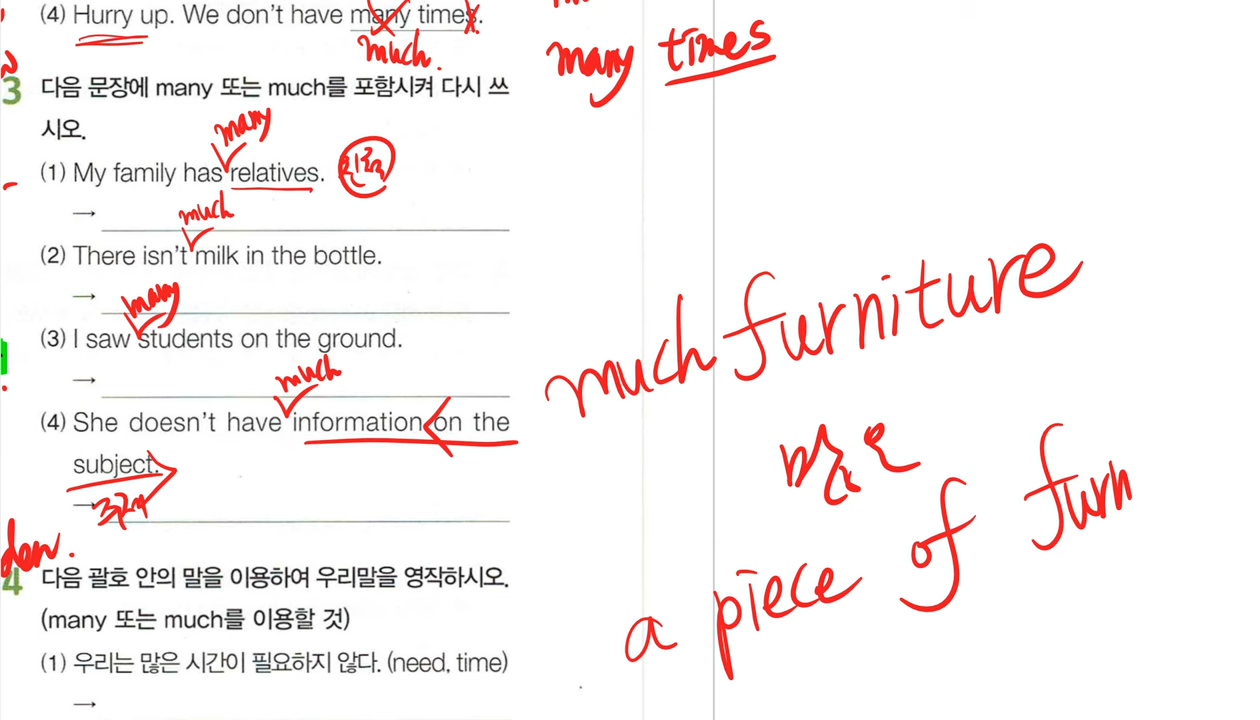 (4) Hurry up. We don't have many times.
much.
many times
3 다음 문장에 many 또는 much를 포함시켜 다시 쓰
시오.
many
(1) My family has relatives. 친척
→
much
(2) There isn't milk in the bottle.
→
many
(3) I saw students on the ground.
→
much
(4) She doesn't have information on the
subject.
→ 주제
much furniture
많은
a piece of furn
4 다음 괄호 안의 말을 이용하여 우리말을 영작하시오.
(many 또는 much를 이용할 것)
(1) 우리는 많은 시간이 필요하지 않다. (need, time)
→